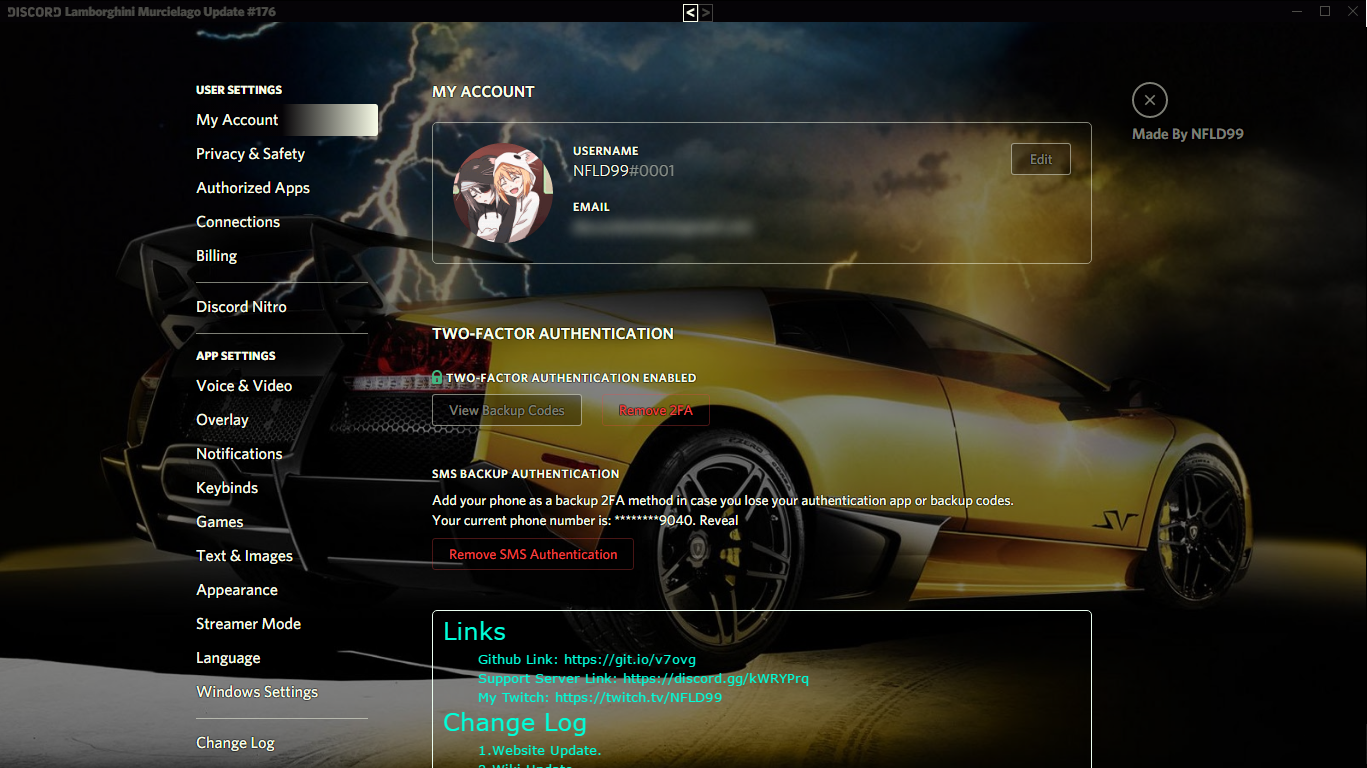 DISCORD Lamborghini Murcielago Update #176
< >
USER SETTINGS
My Account
Privacy & Safety
Authorized Apps
Connections
Billing
Discord Nitro
APP SETTINGS
Voice & Video
Overlay
Notifications
Keybinds
Games
Text & Images
Appearance
Streamer Mode
Language
Windows Settings
Change Log
MY ACCOUNT
USERNAME
NFLD99#0001
Edit
EMAIL
TWO-FACTOR AUTHENTICATION
TWO-FACTOR AUTHENTICATION ENABLED
View Backup Codes
Remove 2FA
SMS BACKUP AUTHENTICATION
Add your phone as a backup 2FA method in case you lose your authentication app or backup codes.
Your current phone number is: ********9040. Reveal
Remove SMS Authentication
Links
Github Link: https://git.io/v7ovg
Support Server Link: https://discord.gg/kWRYPrq
My Twitch: https://twitch.tv/NFLD99
Change Log
1.Website Update.
2.Wiki Update.
Made By NFLD99
SV